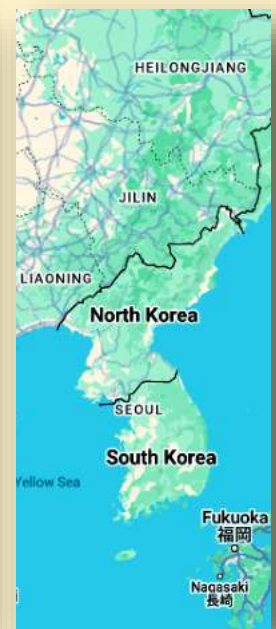 HEILONGJIANG
JILIN
LIAONING
North Korea
SEOUL
South Korea
Yellow Sea
Fukuoka
福岡
Nagasaki
長崎